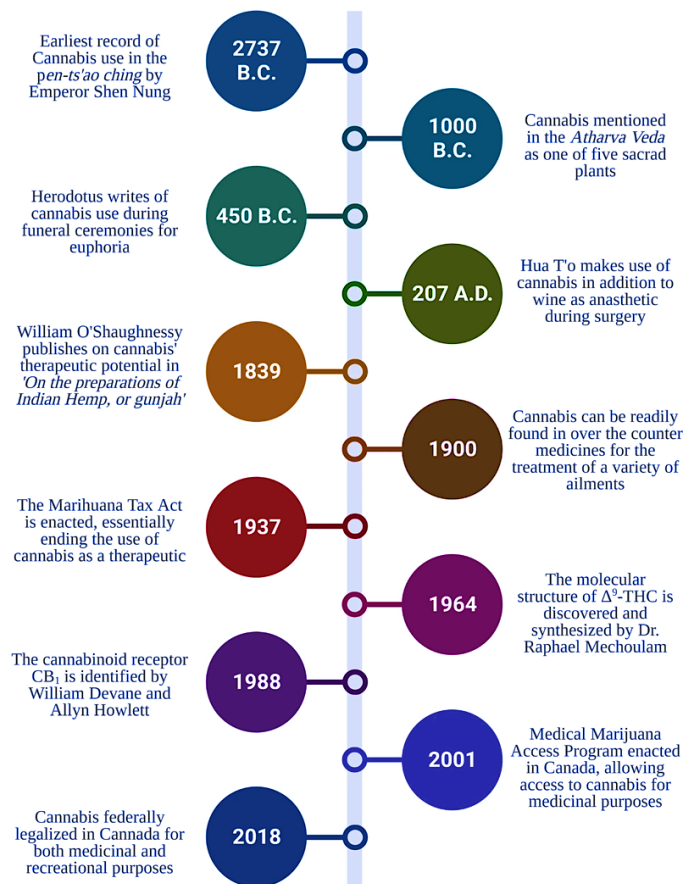 Earliest record of
Cannabis use in the
pen-ts'ao ching by
Emperor Shen Nung
2737
B.C.
1000
B.C.
Cannabis mentioned
in the Atharva Veda
as one of five sacrad
plants
Herodotus writes of
cannabis use during
funeral ceremonies for
euphoria
450 B.C.
207 A.D.
Hua T'o makes use of
cannabis in addition to
wine as anasthetic
during surgery
William O'Shaughnessy
publishes on cannabis'
therapeutic potential in
'On the preparations of
Indian Hemp, or gunjah'
1839
1900
Cannabis can be readily
found in over the counter
medicines for the
treatment of a variety of
ailments
The Marihuana Tax Act
is enacted, essentially
ending the use of
cannabis as a therapeutic
1937
1964
The molecular
structure of Δ⁹-THC is
discovered and
synthesized by Dr.
Raphael Mechoulam
The cannabinoid receptor
CB₁ is identified by
William Devane and
Allyn Howlett
1988
2001
Medical Marijuana
Access Program enacted
in Canada, allowing
access to cannabis for
medicinal purposes
Cannabis federally
legalized in Cannada for
both medicinal and
recreational purposes
2018